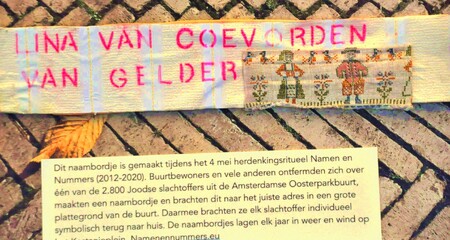 LINA VAN COEVORDEN
VAN GELDER
Dit naambordje is gemaakt tijdens het 4 mei herdenkingsritueel Namen en
Nummers (2012-2020). Buurtbewoners en vele anderen ontfermden zich over
één van de 2.800 Joodse slachtoffers uit de Amsterdamse Oosterparkbuurt,
maakten een naambordje en brachten dit naar het juiste adres in een grote
plattegrond van de buurt. Daarmee brachten ze elk slachtoffer individueel
symbolisch terug naar huis. De naambordjes lagen elk jaar in weer en wind op
Namenennummers.eu